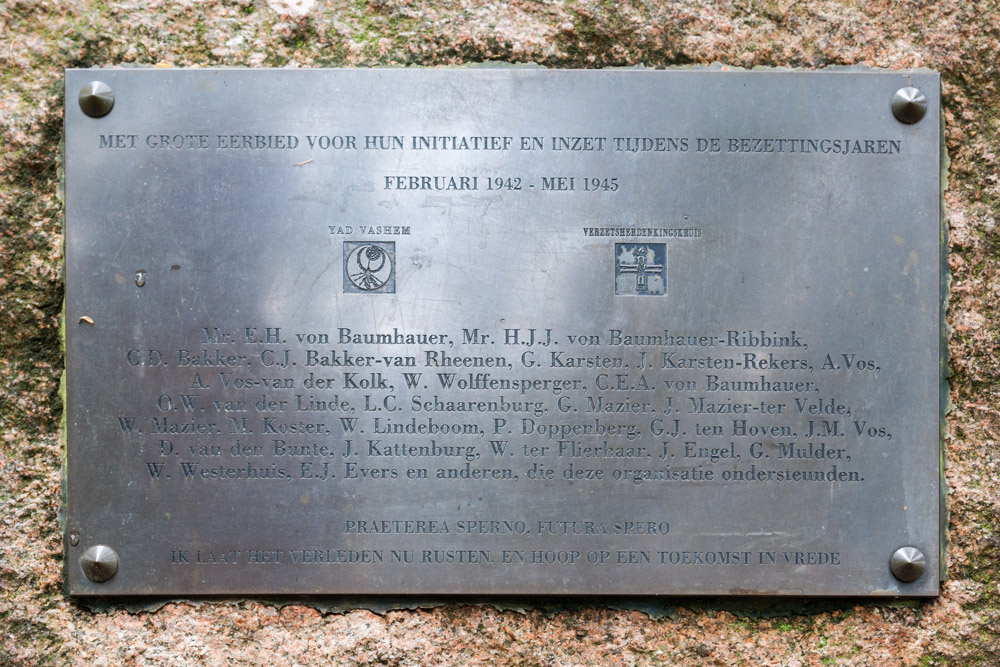 MET GROTE EERBIED VOOR HUN INITIATIEF EN INZET TIJDENS DE BEZETTINGSJAREN
FEBRUARI 1942 - MEI 1945
YAD VASHEM
VERZETSHERDENKINGSKRUIS
Mr. E.H. von Baumhauer, Mr. H.J.J. von Baumhauer-Ribbink,
C.D. Bakker, C.J. Bakker-van Rheenen, G. Karsten, J. Karsten-Rekers, A.Vos,
A. Vos-van der Kolk, W. Wolffensperger, C.E.A. von Baumhauer,
O.W. van der Linde, L.C. Schaarenburg, G. Mazier, J. Mazier-ter Velde,
W. Mazier, M. Koster, W. Lindeboom, P. Doppenberg, G.J. ten Hoven, J.M. Vos,
D. van den Bunte, J. Kattenburg, W. ter Flierhaar, J. Engel, G. Mulder,
W. Westerhuis, E.J. Evers en anderen, die deze organisatie ondersteunden.
PRAETEREA SPERNO, FUTURA SPERO
IK LAAT HET VERLEDEN NU RUSTEN, EN HOOP OP EEN TOEKOMST IN VREDE